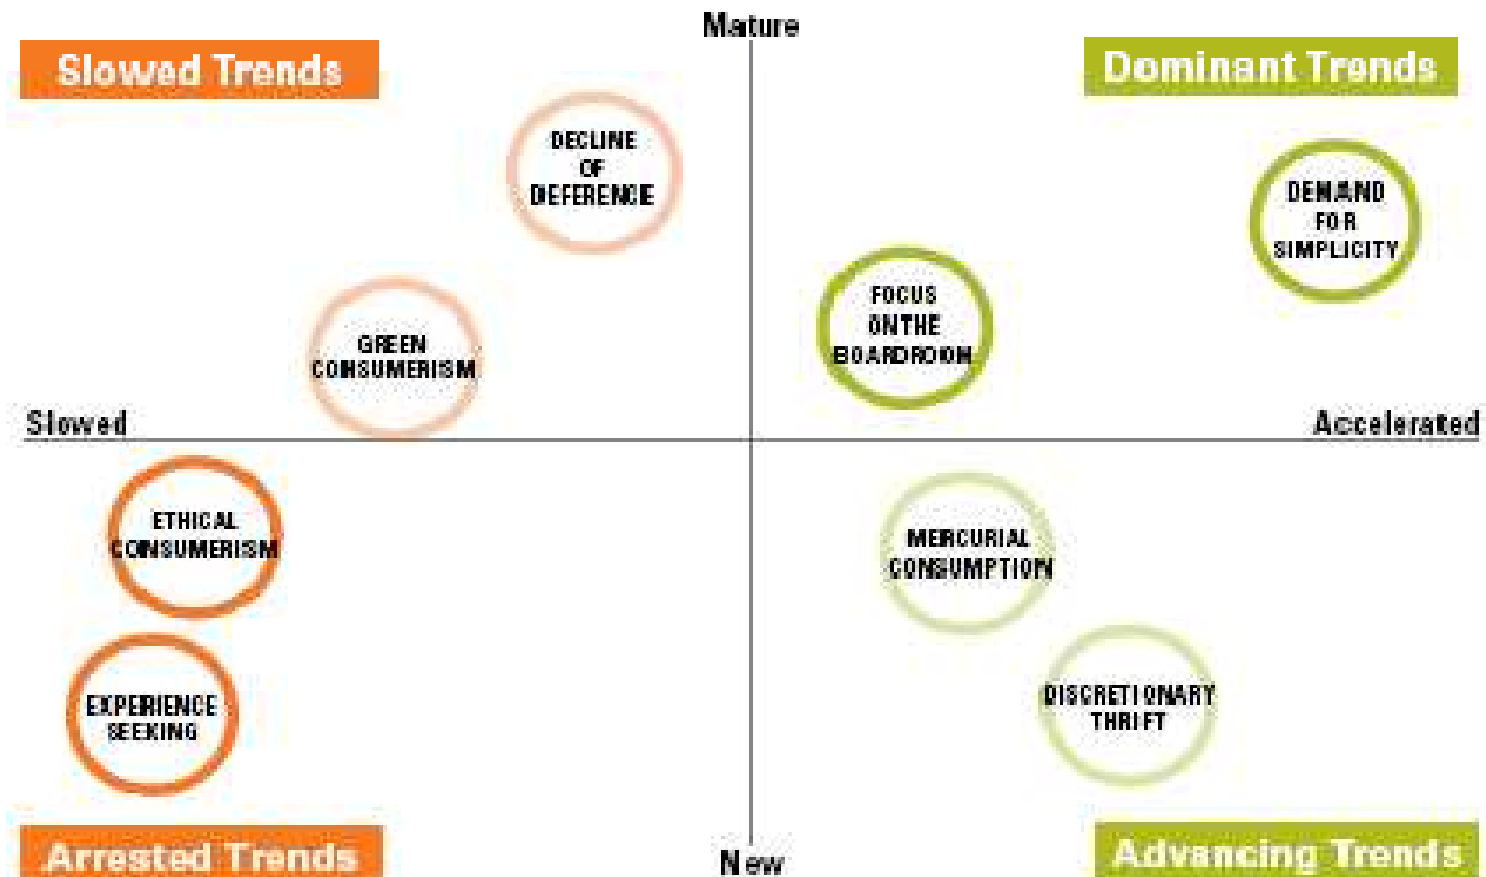 Mature
Slowed Trends
Dominant Trends
DECLINE
OF
DEFERENCE
DEMAND
FOR
SIMPLICITY
FOCUS
ON THE
BOARDROOM
GREEN
CONSUMERISM
Slowed
Accelerated
ETHICAL
CONSUMERISM
MERCURIAL
CONSUMPTION
EXPERIENCE
SEEKING
DISCRETIONARY
THRIFT
Arrested Trends
New
Advancing Trends